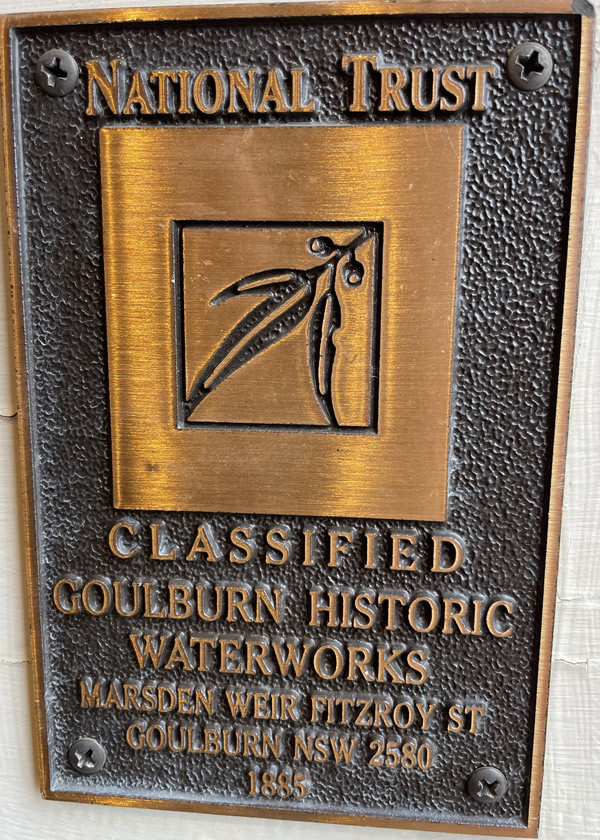 NATIONAL TRUST
CLASSIFIED
GOULBURN HISTORIC
WATERWORKS
MARSDEN WEIR FITZROY ST
GOULBURN NSW 2580
1885